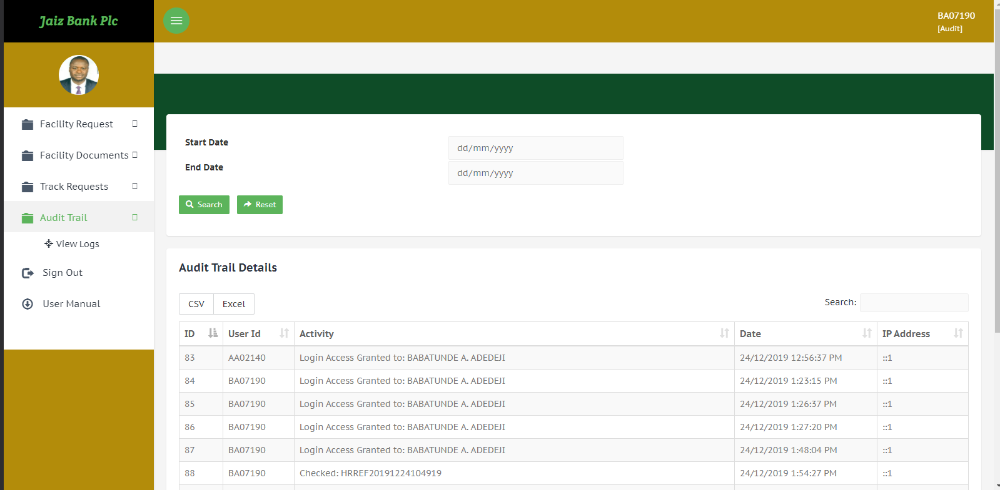 Jaiz Bank Plc
BA07190
[Audit]
Facility Request
Facility Documents
Track Requests
Audit Trail
View Logs
Sign Out
User Manual
Start Date
dd/mm/yyyy
End Date
dd/mm/yyyy
Search Reset
Audit Trail Details
CSV Excel
Search:
ID User Id Activity Date IP Address
83 AA02140 Login Access Granted to: BABATUNDE A. ADEDEJI 24/12/2019 12:56:37 PM ::1
84 BA07190 Login Access Granted to: BABATUNDE A. ADEDEJI 24/12/2019 1:23:15 PM ::1
85 BA07190 Login Access Granted to: BABATUNDE A. ADEDEJI 24/12/2019 1:26:37 PM ::1
86 BA07190 Login Access Granted to: BABATUNDE A. ADEDEJI 24/12/2019 1:27:20 PM ::1
87 BA07190 Login Access Granted to: BABATUNDE A. ADEDEJI 24/12/2019 1:48:04 PM ::1
88 BA07190 Checked: HRREF20191224104919 24/12/2019 1:54:27 PM ::1